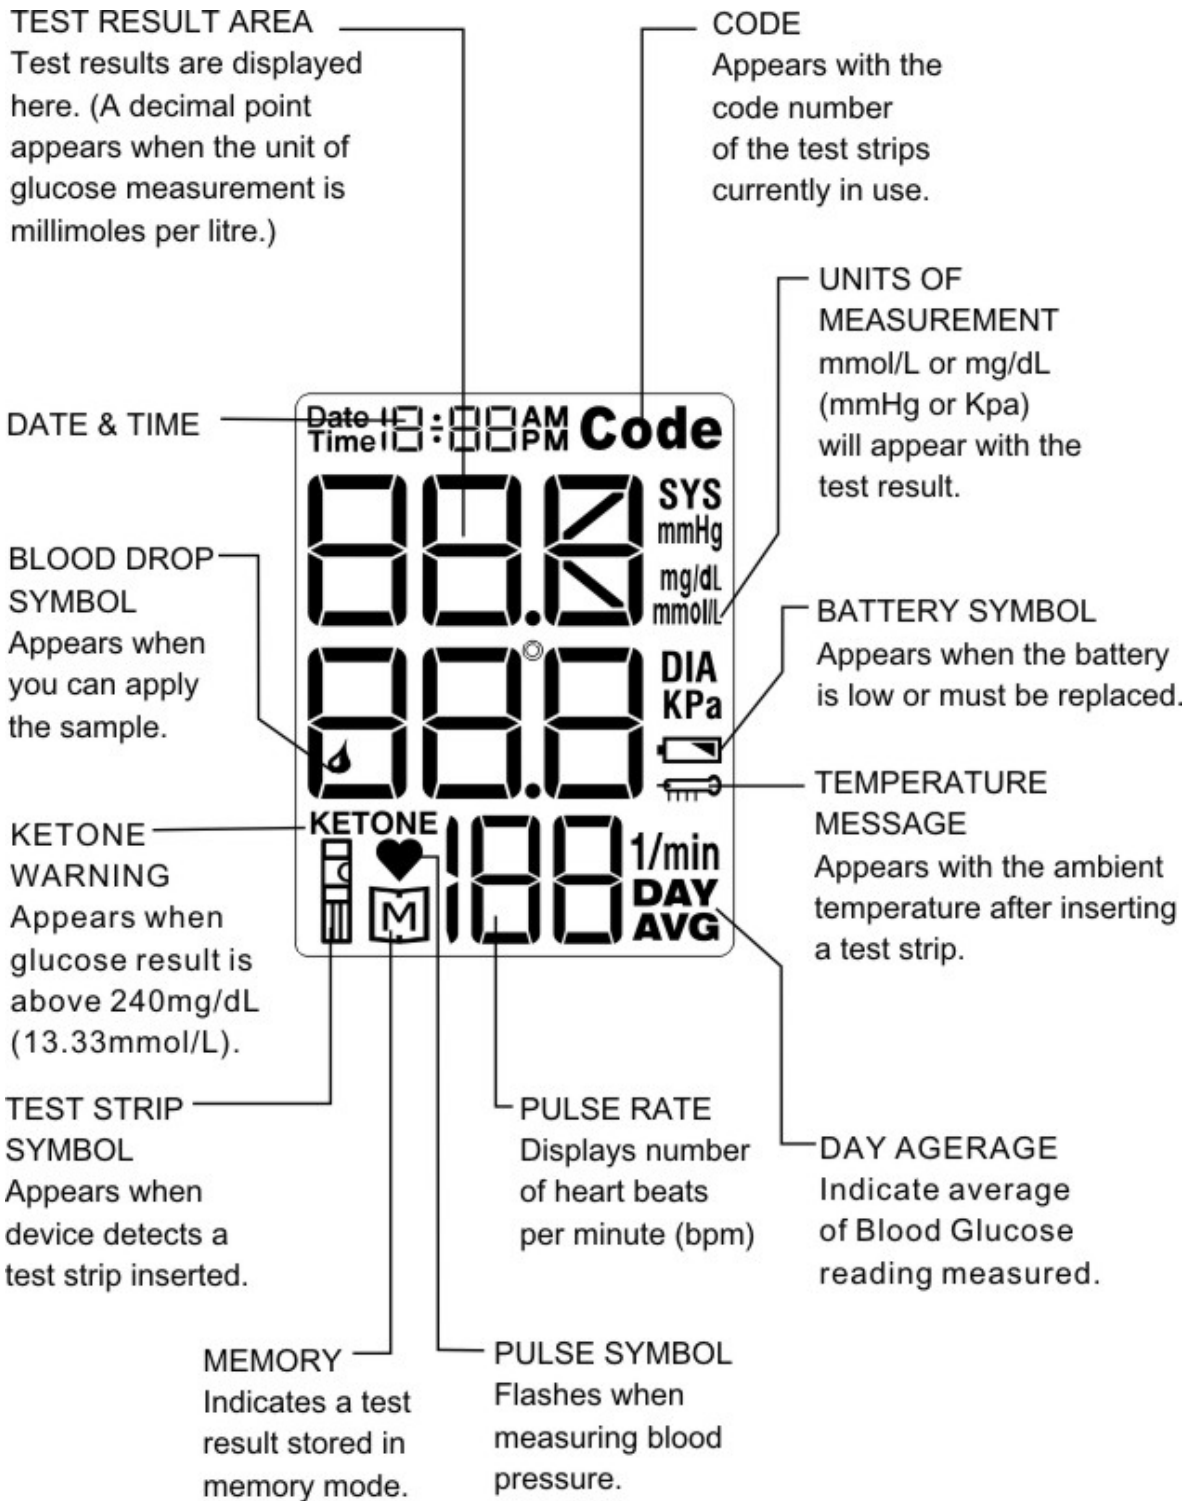 TEST RESULT AREA
Test results are displayed
here. (A decimal point
appears when the unit of
glucose measurement is
millimoles per litre.)
CODE
Appears with the
code number
of the test strips
currently in use.
UNITS OF
MEASUREMENT
mmol/L or mg/dL
(mmHg or Kpa)
will appear with the
test result.
DATE & TIME
BLOOD DROP
SYMBOL
Appears when
you can apply
the sample.
KETONE
WARNING
Appears when
glucose result is
above 240mg/dL
(13.33mmol/L).
Date 18:88 AM Code
Time PM
SYS
mmHg
mg/dL
mmol/L
DIA
KPa
KETONE
188
1/min
M
DAY
AVG
BATTERY SYMBOL
Appears when the battery
is low or must be replaced.
TEMPERATURE
MESSAGE
Appears with the ambient
temperature after inserting
a test strip.
TEST STRIP
SYMBOL
Appears when
device detects a
test strip inserted.
PULSE RATE
Displays number
of heart beats
per minute (bpm)
DAY AGERAGE
Indicate average
of Blood Glucose
reading measured.
MEMORY
Indicates a test
result stored in
memory mode.
PULSE SYMBOL
Flashes when
measuring blood
pressure.